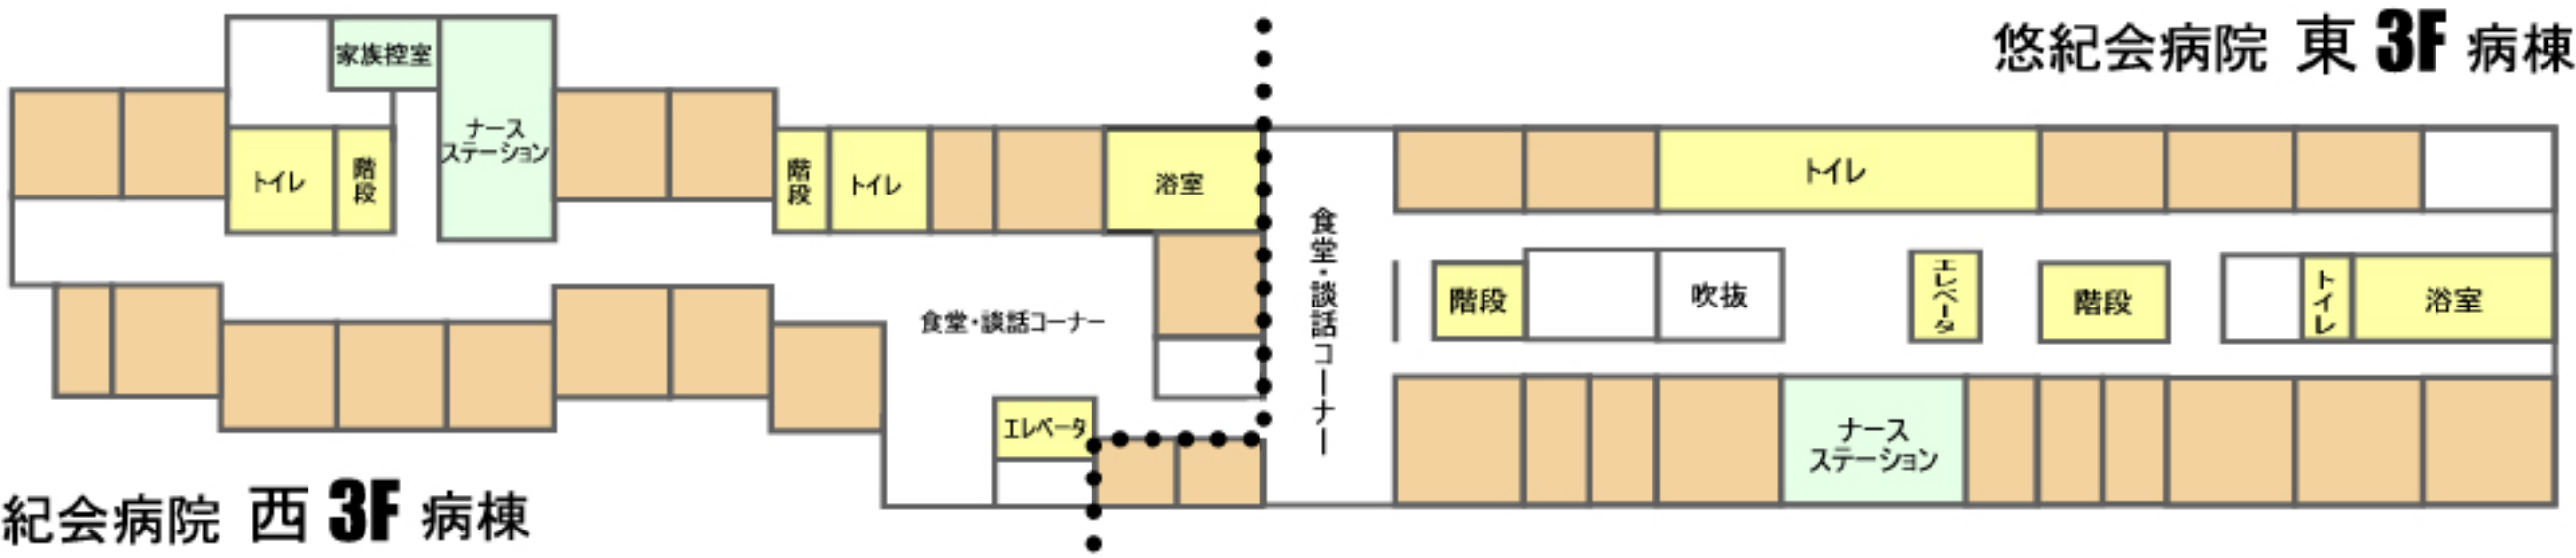 悠紀会病院 東 3F 病棟
家族控室
ナース
ステーション
トイレ
階段
階段
トイレ
浴室
食堂・談話コーナー
エレベータ
紀会病院 西 3F 病棟
食堂・談話コーナー
トイレ
階段
吹抜
エレベータ
階段
トイレ
浴室
ナース
ステーション